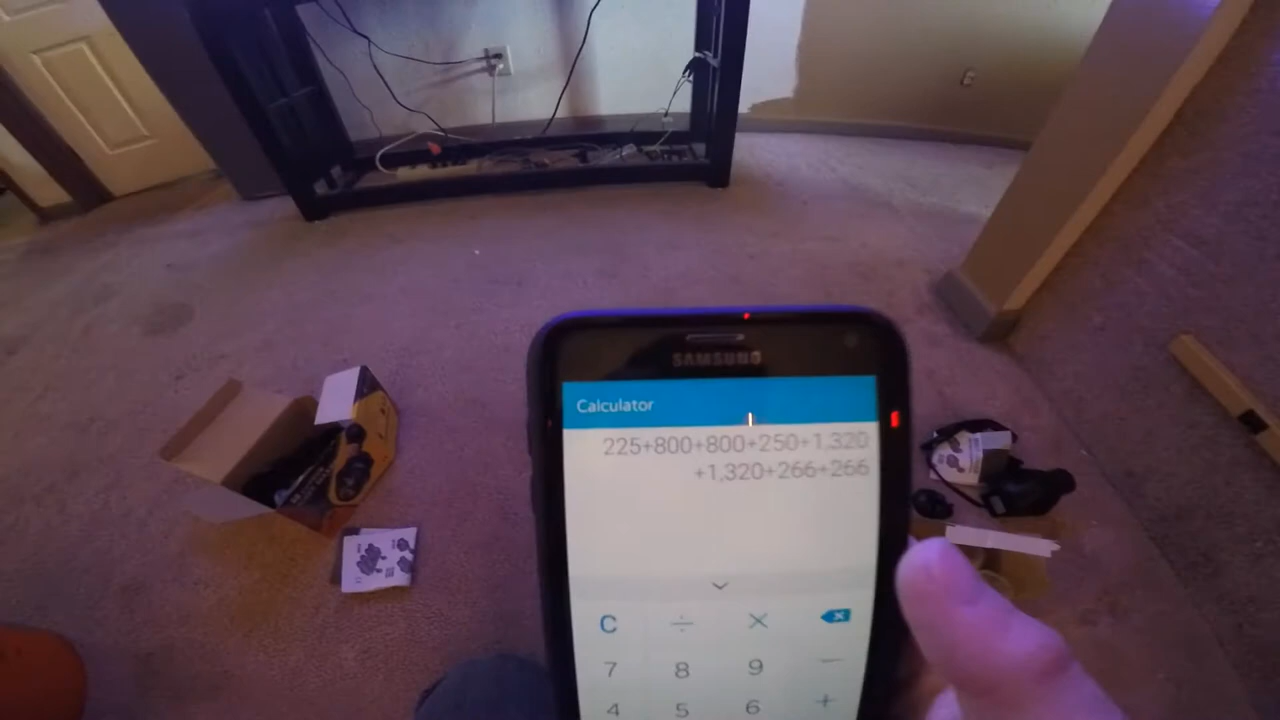 SAMSUNG
Calculator
225+800+800+250+1,320
+1,320+266+266
C ÷ × 
7 8 9 −
4 5 6 +